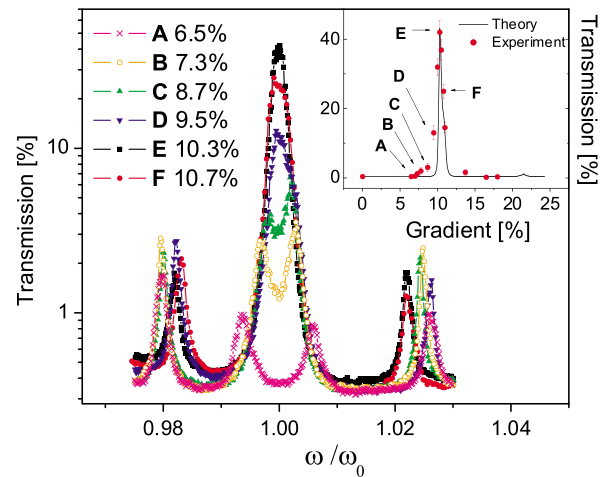 A 6.5%
B 7.3%
C 8.7%
D 9.5%
E 10.3%
F 10.7%
Transmission [%]
10
1
0.98 1.00 1.02 1.04
ω /ω0
Theory
Experiment
E
F
D
C
B
A
40
20
0
0 5 10 15 20 25
Gradient [%]
Transmission [%]